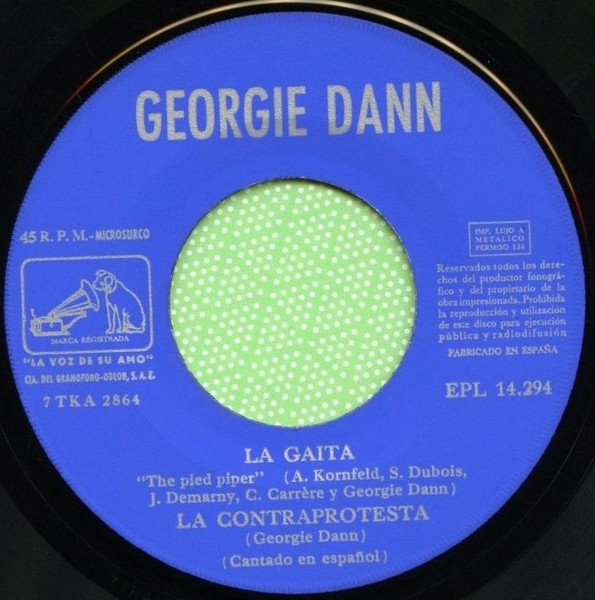 GEORGIE DANN
45 R. P. M.-MICROSURCO
IMP. LUJO A
METALICO
PERMISO 136
MARCA REGISTRADA
"LA VOZ DE SU AMO"
CIA. DEL GRAMOFONO-ODEON, S. A. E.
7 TKA 2864
Reservados todos los dere-
chos del productor fonográ-
fico y del propietario de la
obra impresionada. Prohibida
la reproducción y utilización
de este disco para ejecución
pública y radiodifusión
FABRICADO EN ESPAÑA
EPL 14.294
LA GAITA
"The pied piper" (A. Kornfeld, S. Dubois,
J. Demarny, C. Carrère y Georgie Dann)
LA CONTRAPROTESTA
(Georgie Dann)
(Cantado en español)